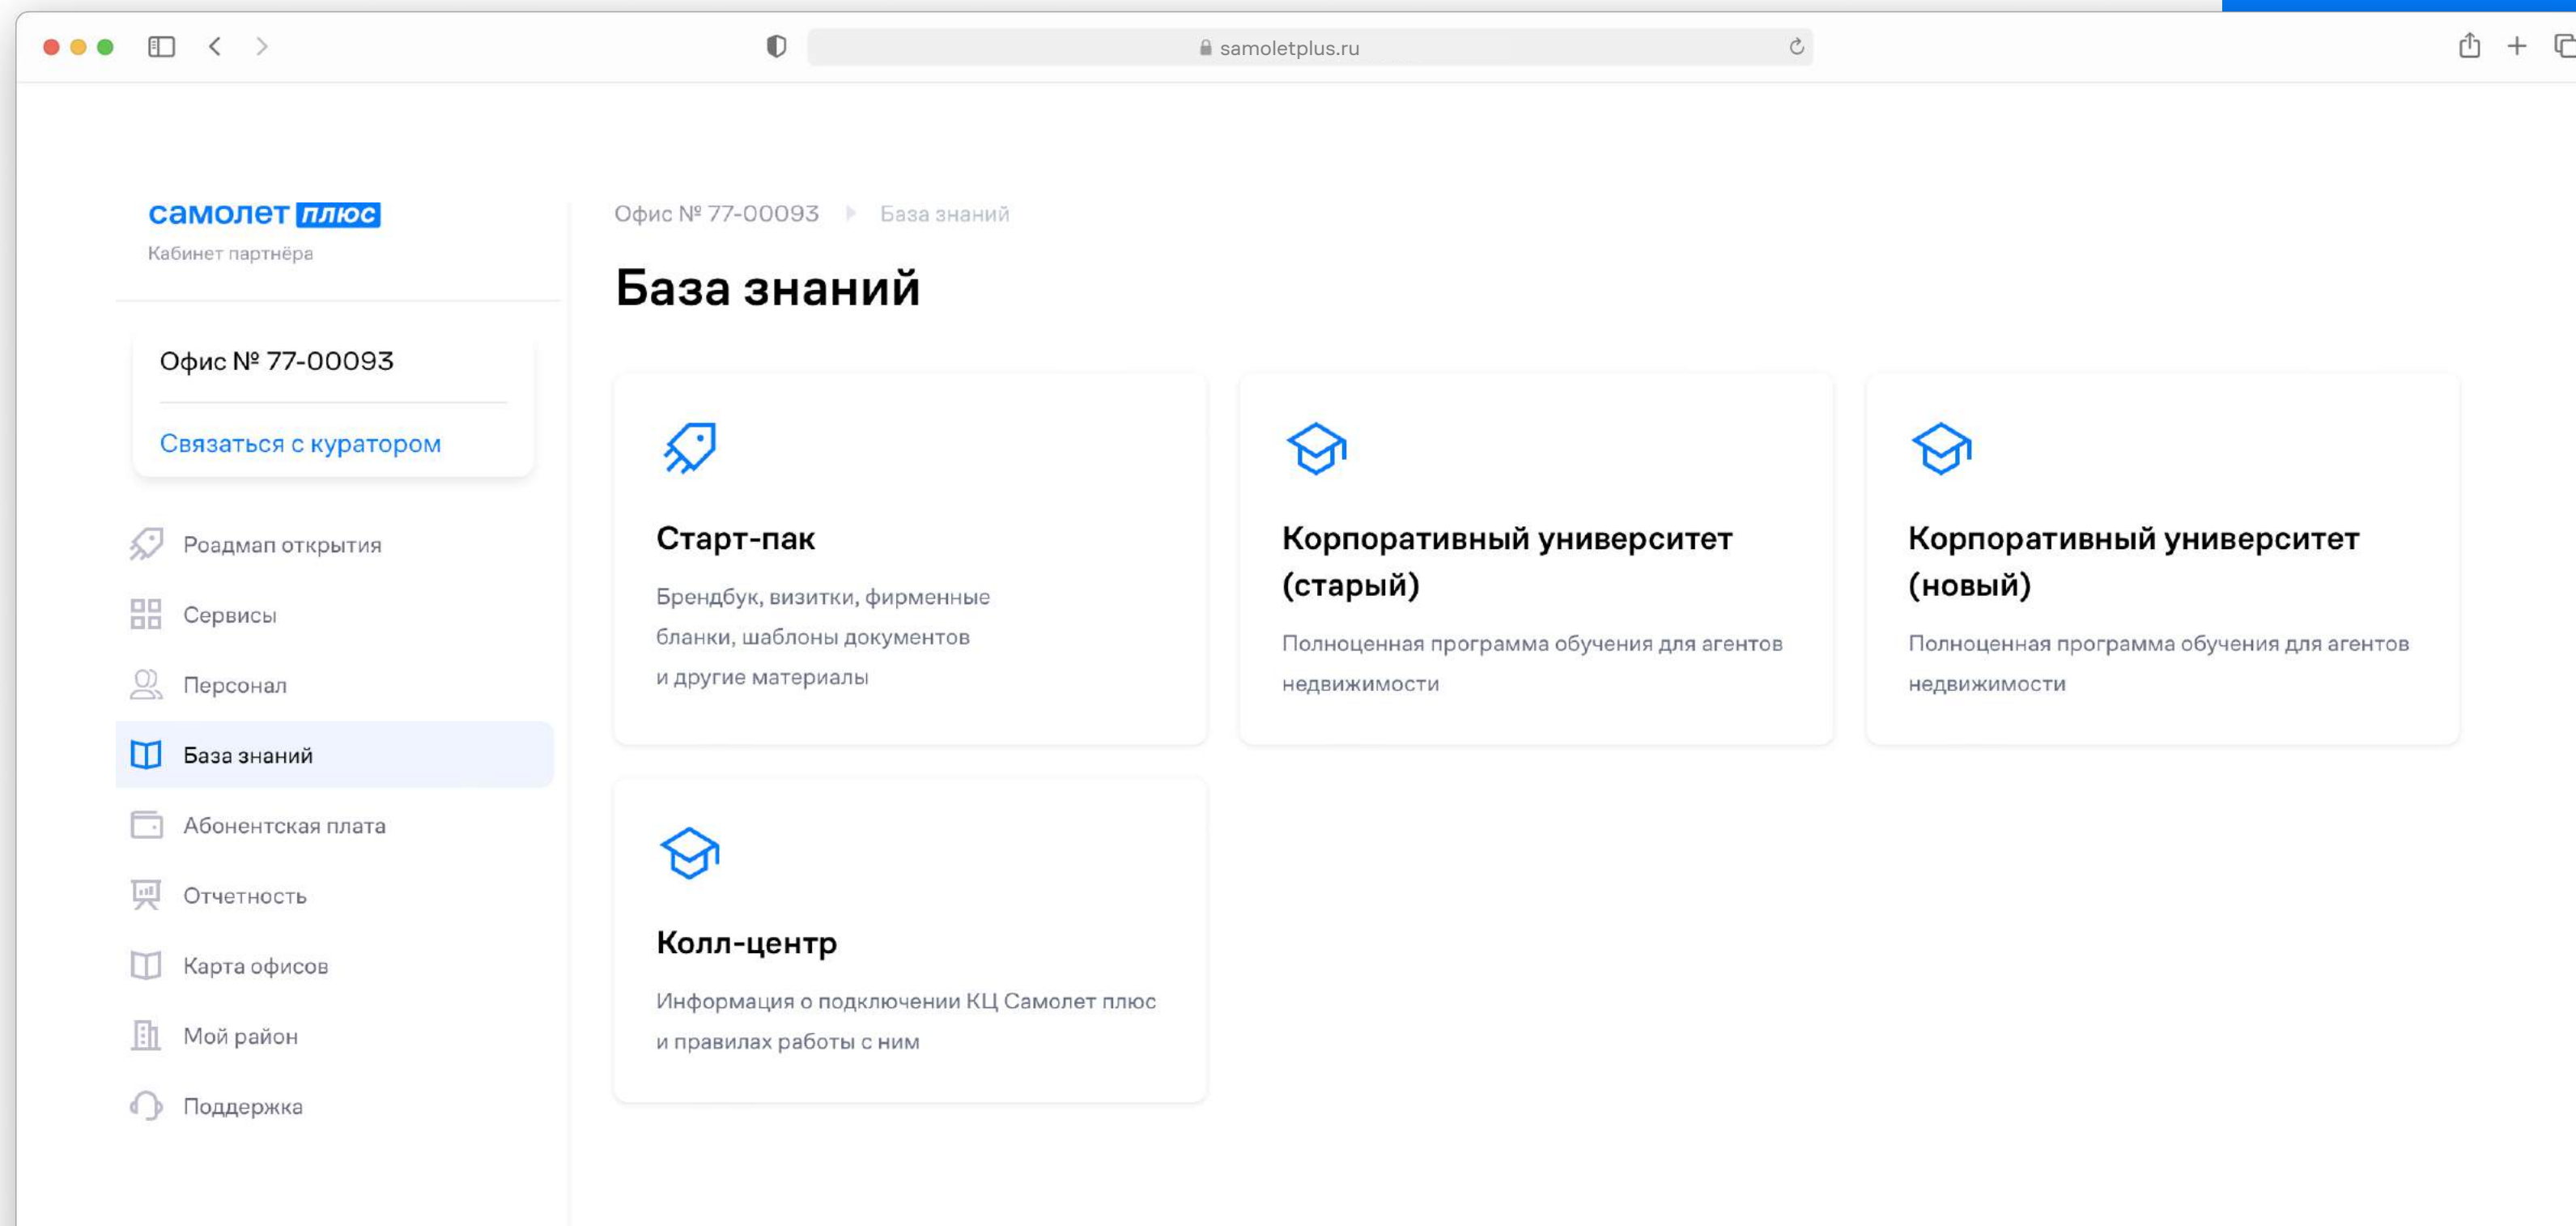 samoletplus.ru
самолет плюс
Кабинет партнёра
Офис № 77-00093
Связаться с куратором
Роадмап открытия
Сервисы
Персонал
База знаний
Абонентская плата
Отчетность
Карта офисов
Мой район
Поддержка
Офис № 77-00093 База знаний
База знаний
Старт-пак
Брендбук, визитки, фирменные
бланки, шаблоны документов
и другие материалы
Корпоративный университет
(старый)
Полноценная программа обучения для агентов
недвижимости
Корпоративный университет
(новый)
Полноценная программа обучения для агентов
недвижимости
Колл-центр
Информация о подключении КЦ Самолет плюс
и правилах работы с ним